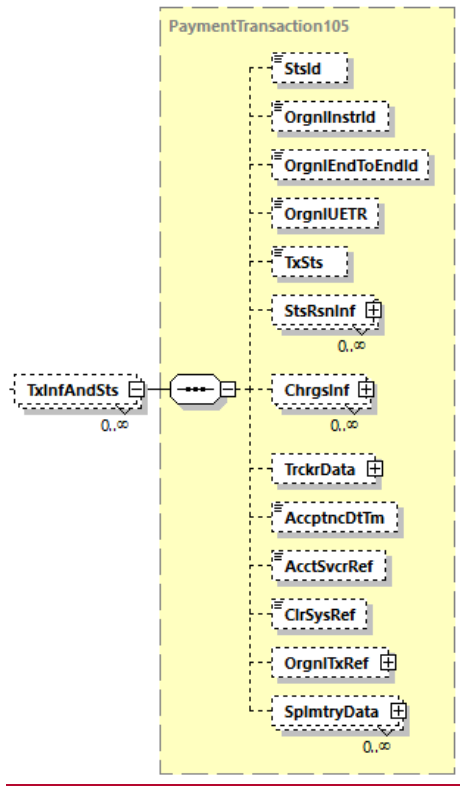 PaymentTransaction105
StsId
OrgnlInstrId
OrgnlEndToEndId
OrgnlUETR
TxSts
StsRsnInf
0..∞
TxInfAndSts
0..∞
ChrgsInf
0..∞
TrckrData
AccptncDtTm
AcctSvcrRef
ClrSysRef
OrgnlTxRef
SplmtryData
0..∞